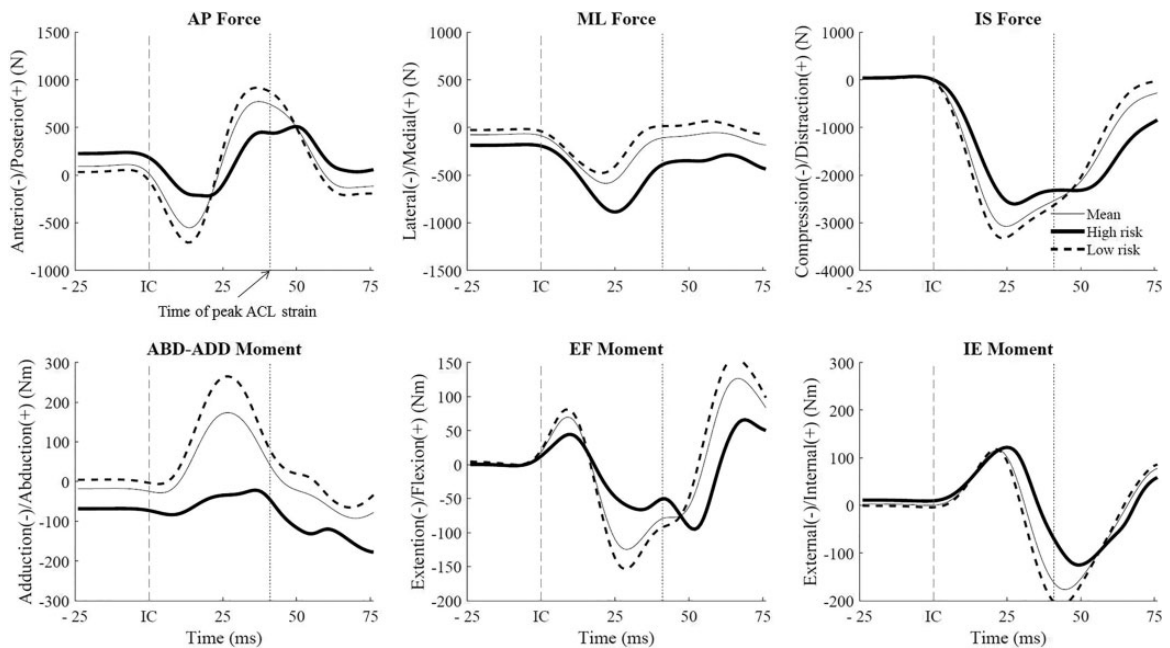 AP Force
Anterior(-)/Posterior(+) (N)
1500
1000
500
0
-500
-1000
- 25
IC
25
50
75
Time of peak ACL strain
ML Force
Lateral(-)/Medial(+) (N)
1000
500
0
-500
-1000
-1500
- 25
IC
25
50
75
IS Force
Compression(-)/Distraction(+) (N)
1000
0
-1000
-2000
-3000
-4000
Mean
High risk
Low risk
- 25
IC
25
50
75
ABD-ADD Moment
Adduction(-)/Abduction(+) (Nm)
300
200
100
0
-100
-200
-300
- 25
IC
25
50
75
Time (ms)
EF Moment
Extention(-)/Flexion(+) (Nm)
150
100
50
0
-50
-100
-150
-200
- 25
IC
25
50
75
Time (ms)
IE Moment
External(-)/Internal(+) (Nm)
300
200
100
0
-100
-200
- 25
IC
25
50
75
Time (ms)